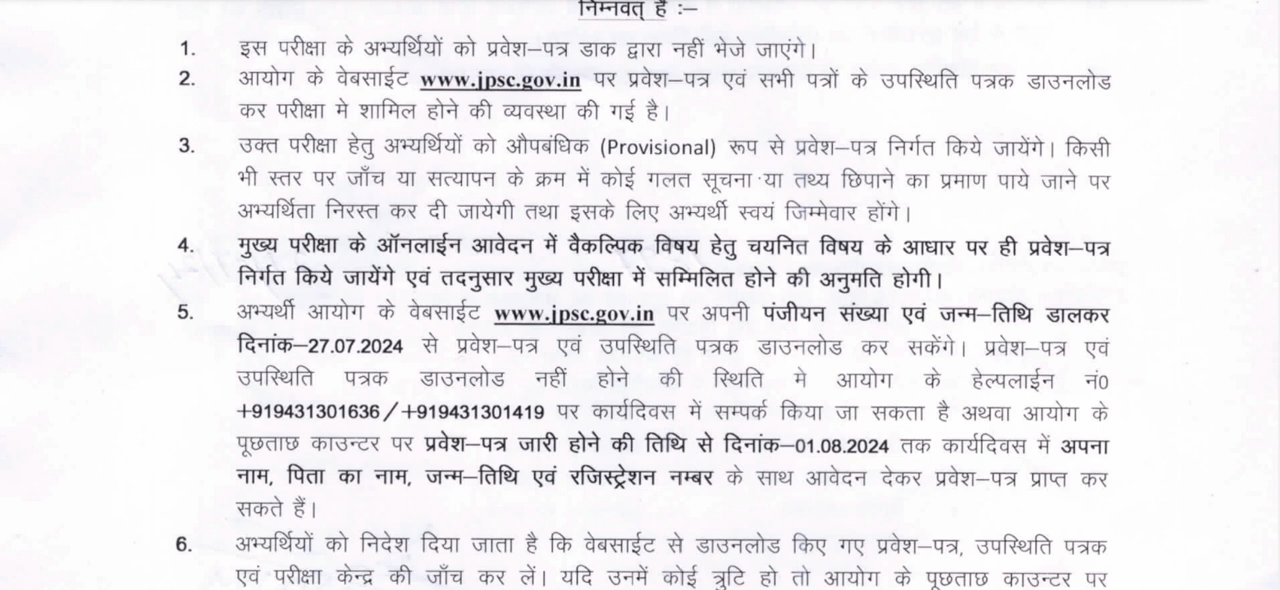 निम्नवत् हैं :–
1. इस परीक्षा के अभ्यर्थियों को प्रवेश–पत्र डाक द्वारा नहीं भेजे जाएंगे।
2. आयोग के वेबसाईट www.jpsc.gov.in पर प्रवेश–पत्र एवं सभी पत्रों के उपस्थिति पत्रक डाउनलोड
कर परीक्षा मे शामिल होने की व्यवस्था की गई है।
3. उक्त परीक्षा हेतु अभ्यर्थियों को औपबंधिक (Provisional) रूप से प्रवेश–पत्र निर्गत किये जायेंगे। किसी
भी स्तर पर जाँच या सत्यापन के क्रम में कोई गलत सूचना या तथ्य छिपाने का प्रमाण पाये जाने पर
अभ्यर्थिता निरस्त कर दी जायेगी तथा इसके लिए अभ्यर्थी स्वयं जिम्मेवार होंगे।
4. मुख्य परीक्षा के ऑनलाईन आवेदन में वैकल्पिक विषय हेतु चयनित विषय के आघार पर ही प्रवेश–पत्र
निर्गत किये जायेंगे एवं तदनुसार मुख्य परीक्षा में सम्मिलित होने की अनुमति होगी।
5. अभ्यर्थी आयोग के वेबसाईट www.jpsc.gov.in पर अपनी पंजीयन संख्या एवं जन्म–तिथि डालकर
दिनांक–27.07.2024 से प्रवेश–पत्र एवं उपस्थिति पत्रक डाउनलोड कर सकेंगे। प्रवेश–पत्र एवं
उपस्थिति पत्रक डाउनलोड नहीं होने की स्थिति मे आयोग के हेल्पलाईन नं0
+919431301636/+919431301419 पर कार्यदिवस में सम्पर्क किया जा सकता है अथवा आयोग के
पूछताछ काउन्टर पर प्रवेश–पत्र जारी होने की तिथि से दिनांक–01.08.2024 तक कार्यदिवस में अपना
नाम, पिता का नाम, जन्म–तिथि एवं रजिस्ट्रेशन नम्बर के साथ आवेदन देकर प्रवेश–पत्र प्राप्त कर
सकते हैं।
6. अभ्यर्थियों को निदेश दिया जाता है कि वेबसाईट से डाउनलोड किए गए प्रवेश–पत्र, उपस्थिति पत्रक
एवं परीक्षा केन्द्र की जाँच कर लें। यदि उनमें कोई त्रुटि हो तो आयोग के पूछताछ काउन्टर पर